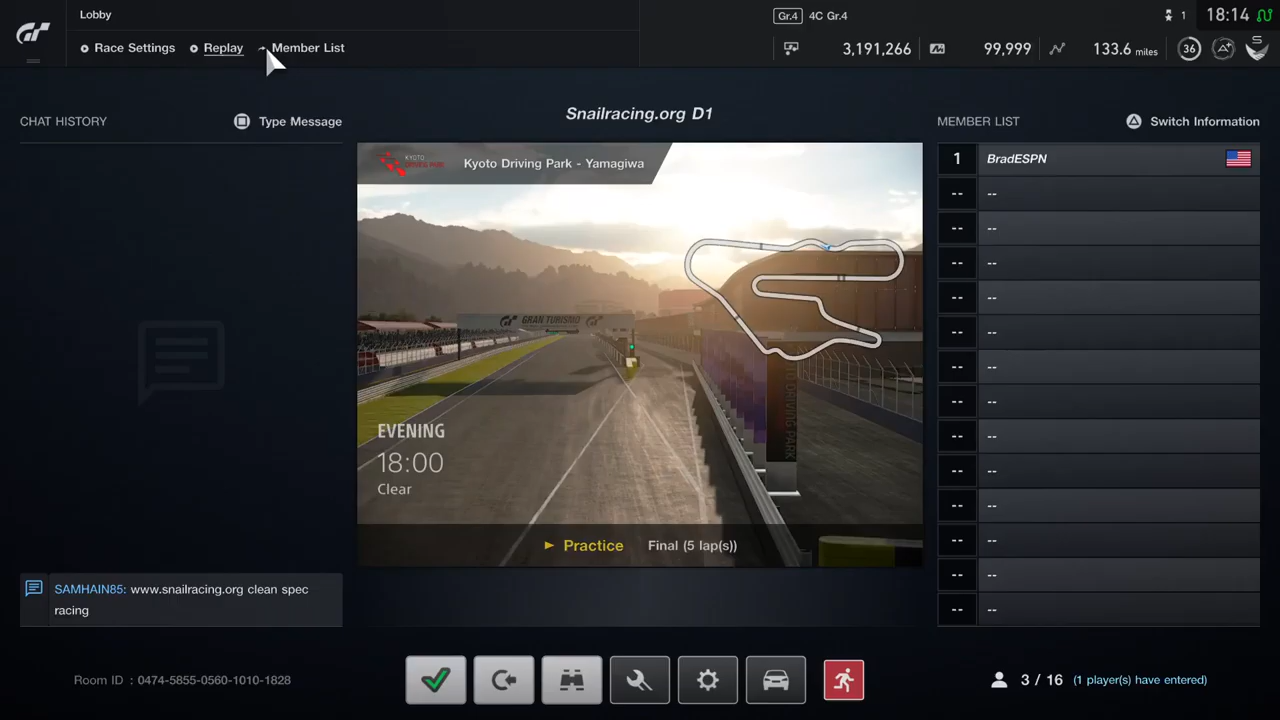 Lobby
Race Settings
Replay
Member List
Gr.4
4C Gr.4
1
18:14
3,191,266
99,999
133.6 miles
36
A+
S
CHAT HISTORY
Type Message
Snailracing.org D1
MEMBER LIST
Switch Information
KYOTO
DRIVING PARK
Kyoto Driving Park - Yamagiwa
1
BradESPN
-- --
-- --
-- --
-- --
-- --
-- --
-- --
-- --
-- --
-- --
-- --
-- --
-- --
GRAN TURISMO
EVENING
18:00
Clear
Practice
Final (5 lap(s))
SAMHAIN85: www.snailracing.org clean spec
racing
Room ID : 0474-5855-0560-1010-1828
3 / 16
(1 player(s) have entered)